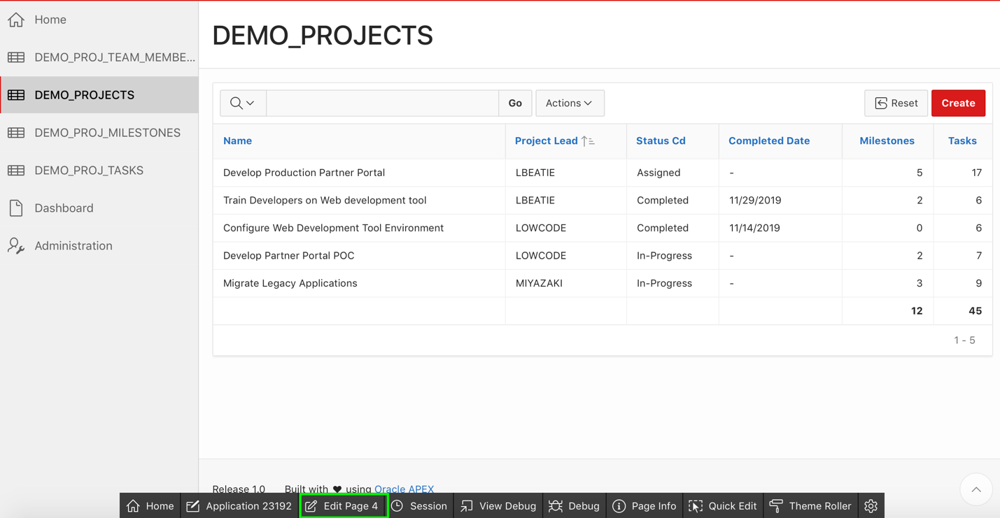 Home
DEMO_PROJ_TEAM_MEMBE...
DEMO_PROJECTS
DEMO_PROJ_MILESTONES
DEMO_PROJ_TASKS
Dashboard
Administration
DEMO_PROJECTS
Go Actions Reset Create
Name Project Lead Status Cd Completed Date Milestones Tasks
Develop Production Partner Portal LBEATIE Assigned - 5 17
Train Developers on Web development tool LBEATIE Completed 11/29/2019 2 6
Configure Web Development Tool Environment LOWCODE Completed 11/14/2019 0 6
Develop Partner Portal POC LOWCODE In-Progress - 2 7
Migrate Legacy Applications MIYAZAKI In-Progress - 3 9
12 45
1 - 5
Release 1.0 Built with ♥ using Oracle APEX
Home Application 23192 Edit Page 4 Session View Debug Debug Page Info Quick Edit Theme Roller